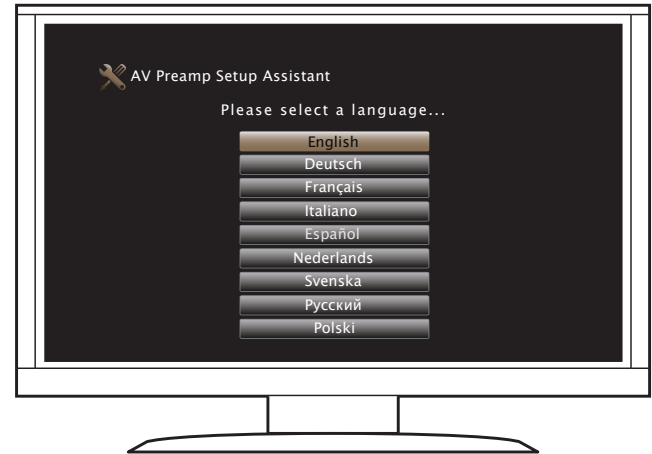 AV Preamp Setup Assistant
Please select a language...
English
Deutsch
Français
Italiano
Español
Nederlands
Svenska
Русский
Polski